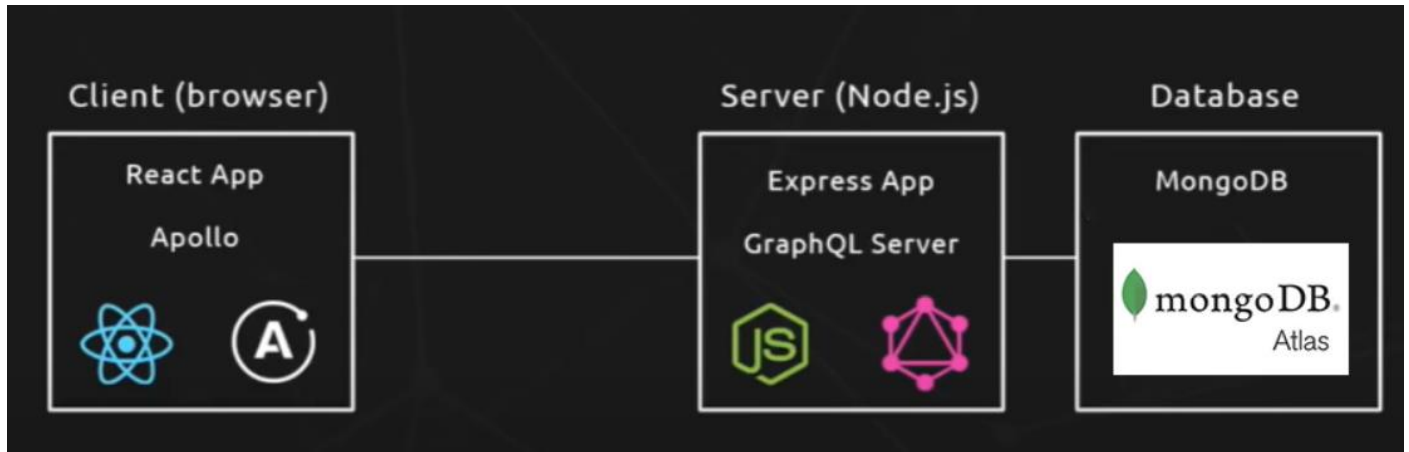 Client (browser)
React App
Apollo
A
Server (Node.js)
Express App
GraphQL Server
JS
Database
MongoDB
mongoDB.
Atlas